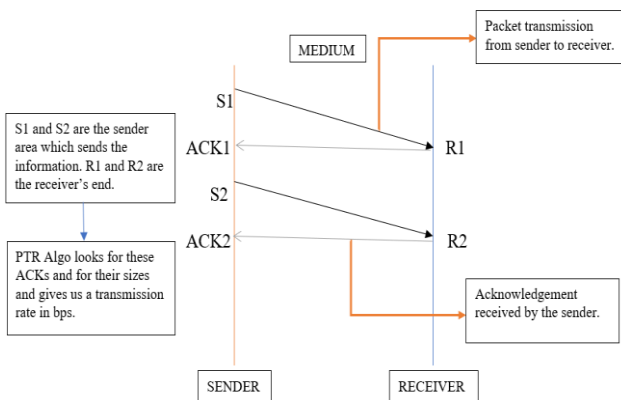 Packet transmission
from sender to receiver.
MEDIUM
S1
S1 and S2 are the sender
area which sends the
information. R1 and R2 are
the receiver's end.
ACK1
R1
S2
ACK2
R2
PTR Algo looks for these
ACKs and for their sizes
and gives us a transmission
rate in bps.
Acknowledgement
received by the sender.
SENDER
RECEIVER